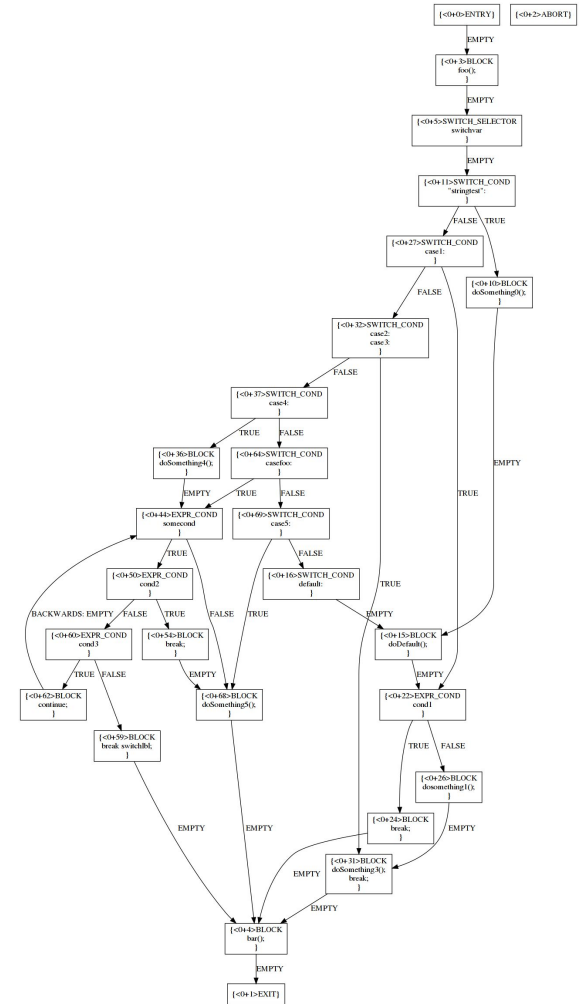 {<0+0>ENTRY}
{<0+2>ABORT}
EMPTY
{<0+3>BLOCK
foo();
}
EMPTY
{<0+5>SWITCH_SELECTOR
switchvar
}
EMPTY
{<0+11>SWITCH_COND
"stringtest":
}
FALSE
TRUE
{<0+27>SWITCH_COND
case1:
}
{<0+10>BLOCK
doSomething0();
}
FALSE
{<0+32>SWITCH_COND
case2:
case3:
}
FALSE
{<0+37>SWITCH_COND
case4:
}
TRUE
FALSE
{<0+36>BLOCK
doSomething4();
}
{<0+64>SWITCH_COND
casefoo:
}
EMPTY
EMPTY
TRUE
FALSE
TRUE
{<0+44>EXPR_COND
somecond
}
{<0+69>SWITCH_COND
case5:
}
TRUE
FALSE
{<0+50>EXPR_COND
cond2
}
{<0+16>SWITCH_COND
default:
}
TRUE
BACKWARDS: EMPTY
FALSE
TRUE
FALSE
TRUE
EMPTY
{<0+60>EXPR_COND
cond3
}
{<0+54>BLOCK
break;
}
{<0+15>BLOCK
doDefault();
}
TRUE
FALSE
EMPTY
EMPTY
{<0+62>BLOCK
continue;
}
{<0+68>BLOCK
doSomething5();
}
{<0+22>EXPR_COND
cond1
}
{<0+59>BLOCK
break switchlbl;
}
TRUE
FALSE
{<0+26>BLOCK
dosomething1();
}
{<0+24>BLOCK
break;
}
EMPTY
EMPTY
EMPTY
{<0+31>BLOCK
doSomething3();
break;
}
EMPTY
EMPTY
{<0+4>BLOCK
bar();
}
EMPTY
{<0+1>EXIT}